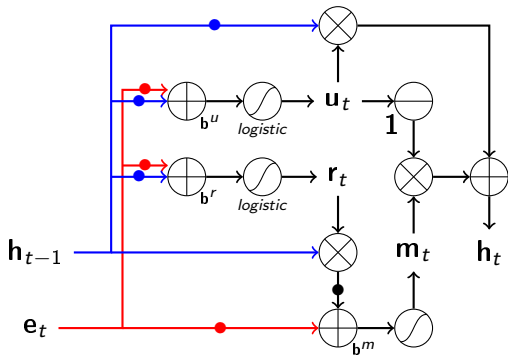 u_t
b^u
logistic
1
r_t
b^r
logistic
h_{t−1}
m_t
h_t
e_t
b^m